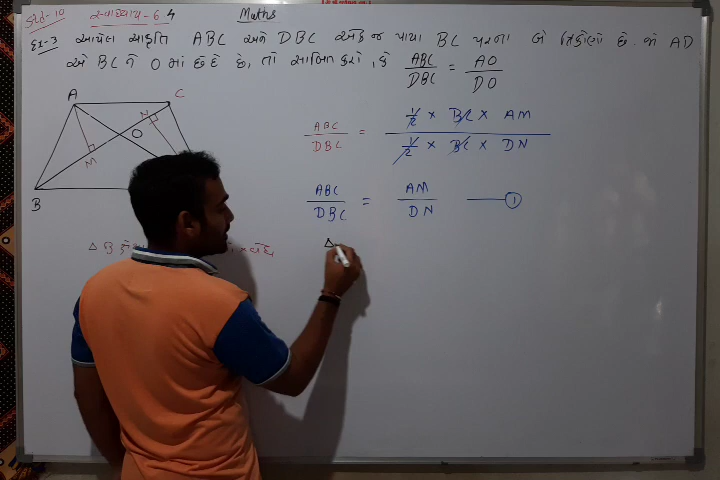 ધોરણ-10 સ્વાધ્યાય-6.4 Maths
Ex-3 આપેલ આકૃતિ ABC અને DBC એક જ પાયા BC પરના બે ત્રિકોણો છે. જો AD
એ BC ને O માં છેદે છે, તો સાબિત કરો, કે ABC/DBC = AO/DO
A C
N
O
M
B
ABC/DBC = 1/2 × BC × AM / 1/2 × BC × DN
ABC/DBC = AM/DN 1
Δ
Δ